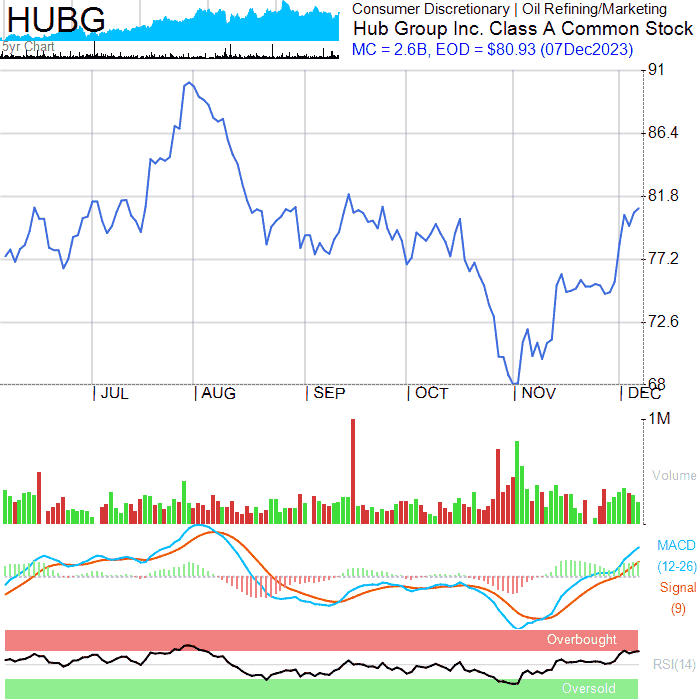 HUBG
5yr Chart
Consumer Discretionary | Oil Refining/Marketing
Hub Group Inc. Class A Common Stock
MC = 2.6B, EOD = $80.93 (07Dec2023)
91
86.4
81.8
77.2
72.6
68
JUL AUG SEP OCT NOV DEC
1M
Volume
MACD
(12-26)
Signal
(9)
Overbought
RSI(14)
Oversold